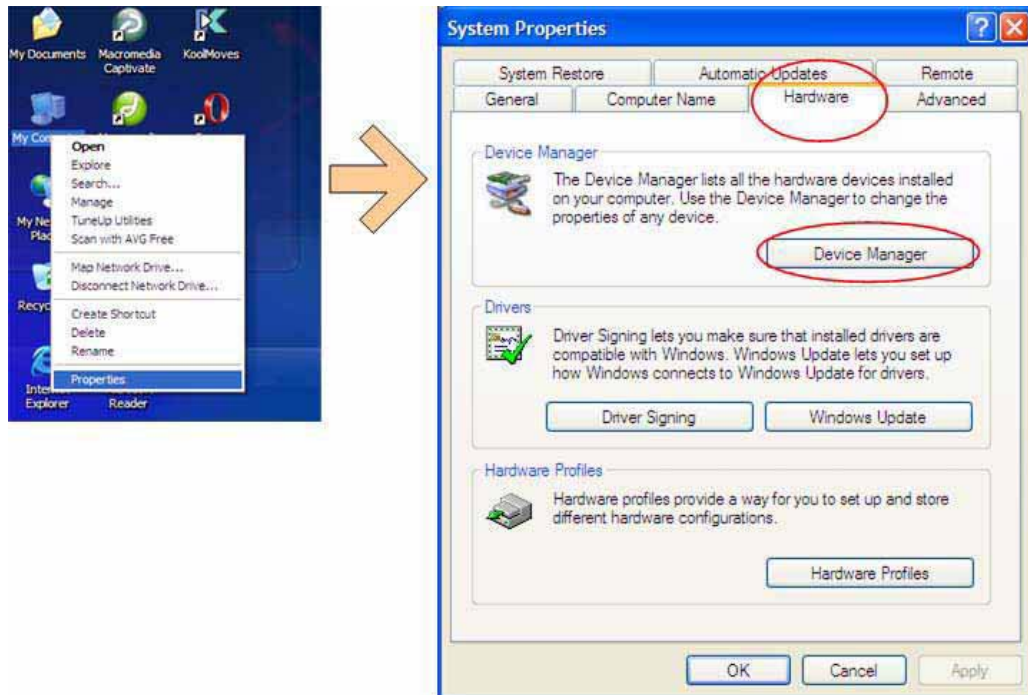 My Documents
Macromedia
Captivate
KoolMoves
My
Open
Explore
Search...
Manage
TuneUp Utilities
Scan with AVG Free
Map Network Drive...
Disconnect Network Drive...
Create Shortcut
Delete
Rename
Properties
My
Explorer
Reader
System Properties
System Restore
Automatic Updates
Remote
General
Computer Name
Hardware
Advanced
Device Manager
The Device Manager lists all the hardware devices installed
on your computer. Use the Device Manager to change the
properties of any device.
Device Manager
Drivers
Driver Signing lets you make sure that installed drivers are
compatible with Windows. Windows Update lets you set up
how Windows connects to Windows Update for drivers.
Driver Signing
Windows Update
Hardware Profiles
Hardware profiles provide a way for you to set up and store
different hardware configurations.
Hardware Profiles
OK
Cancel
Apply